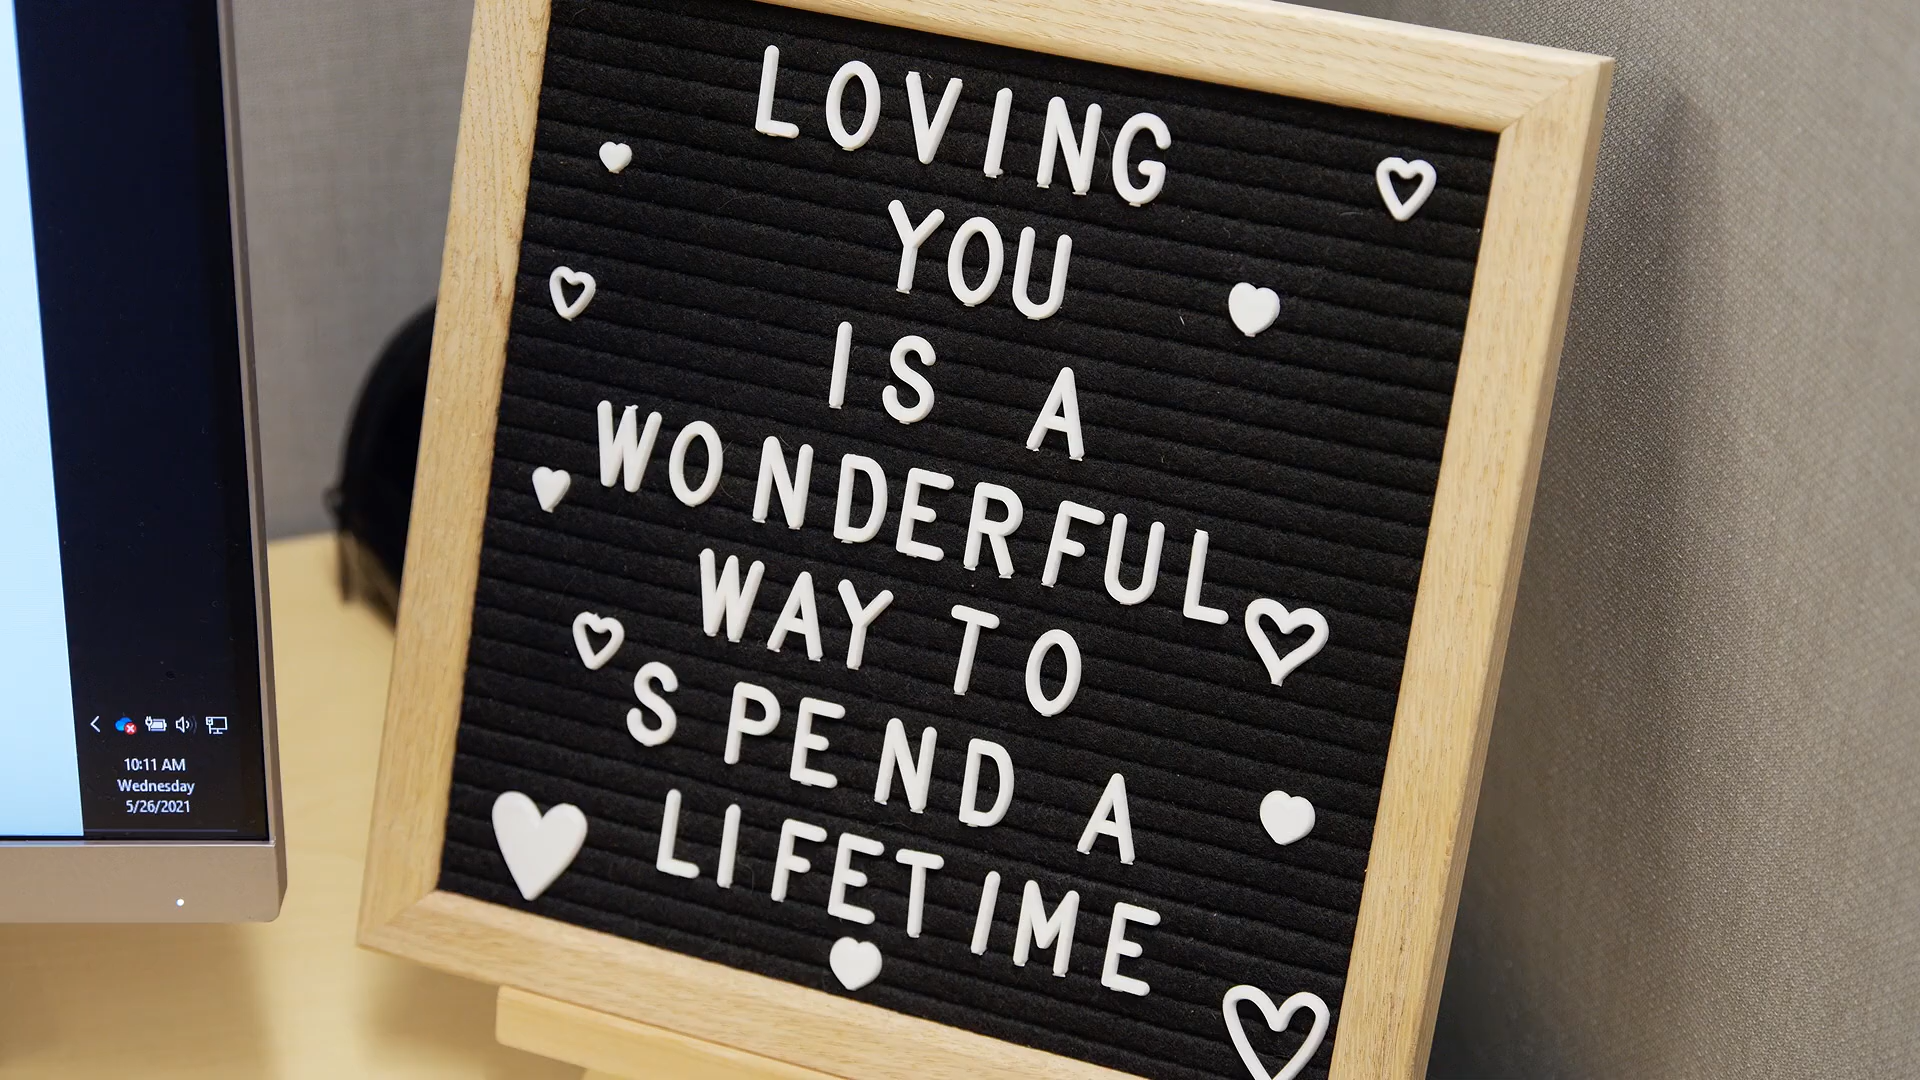 LOVING
YOU
IS A
WONDERFUL
WAY TO
SPEND A
LIFETIME
10:11 AM
Wednesday
5/26/2021